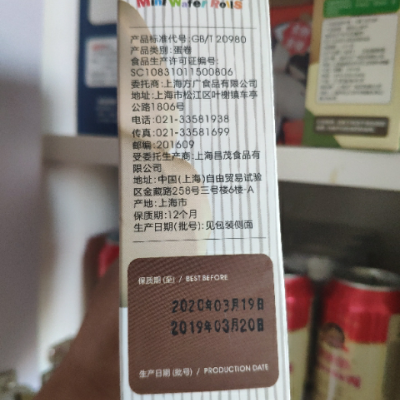 Mini Wafer Rolls
产品标准代号:GB/T 20980
产品类别:蛋卷
食品生产许可证编号:
SC10831011500806
委托商:上海方广食品有限公司
地址:上海市松江区叶榭镇车亭
公路1806号
电话:021-33581938
传真:021-33581699
邮编:201609
受委托生产商:上海昌茂食品有
限公司
地址:中国(上海)自由贸易试验
区金藏路258号三号楼6楼-A
产地:上海市
保质期:12个月
生产日期(批号):见包装侧面
保质期(至)/BEST BEFORE
2020年03月19日
2019年03月20日
生产日期(批号)/PRODUCTION DATE